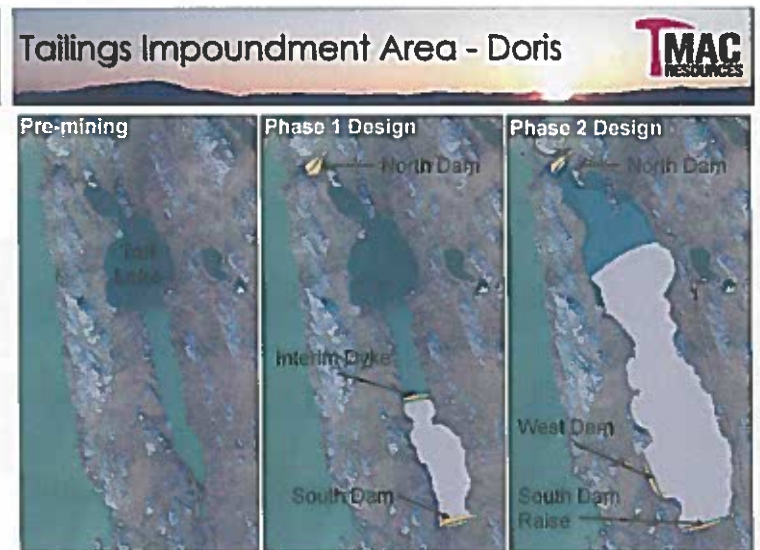 Tailings Impoundment Area - Doris
TMAC
RESOURCES
Pre-mining
Tail
Lake
Phase 1 Design
North Dam
Interim Dyke
South Dam
Phase 2 Design
North Dam
West Dam
South Dam
Raise